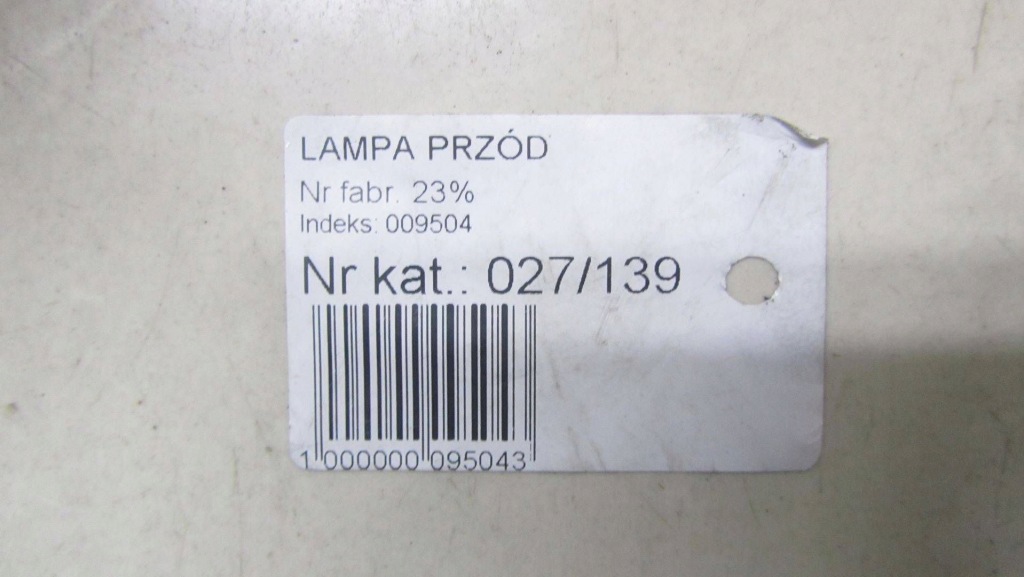 LAMPA PRZÓD
Nr fabr. 23%
Indeks: 009504
Nr kat.: 027/139
1 000000 095043